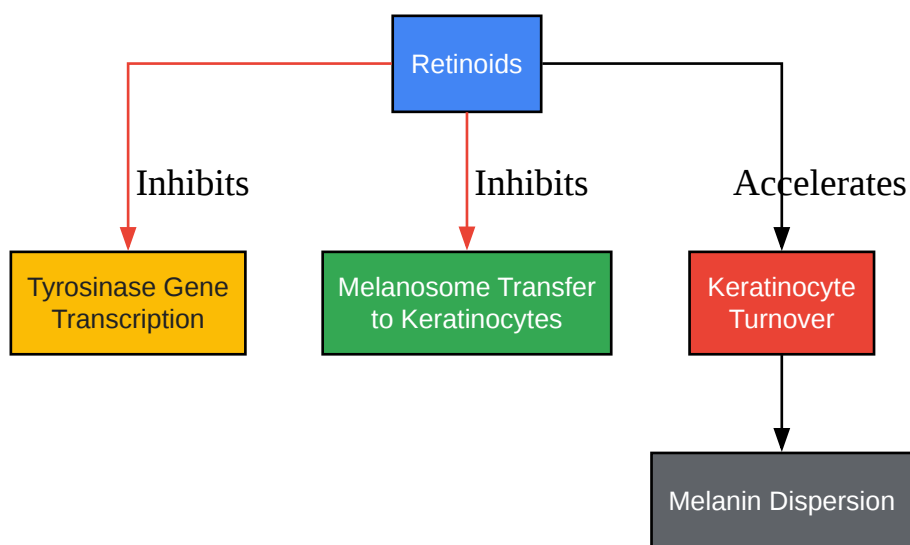 Retinoids
Inhibits
Inhibits
Accelerates
Tyrosinase Gene
Transcription
Melanosome Transfer
to Keratinocytes
Keratinocyte
Turnover
Melanin Dispersion